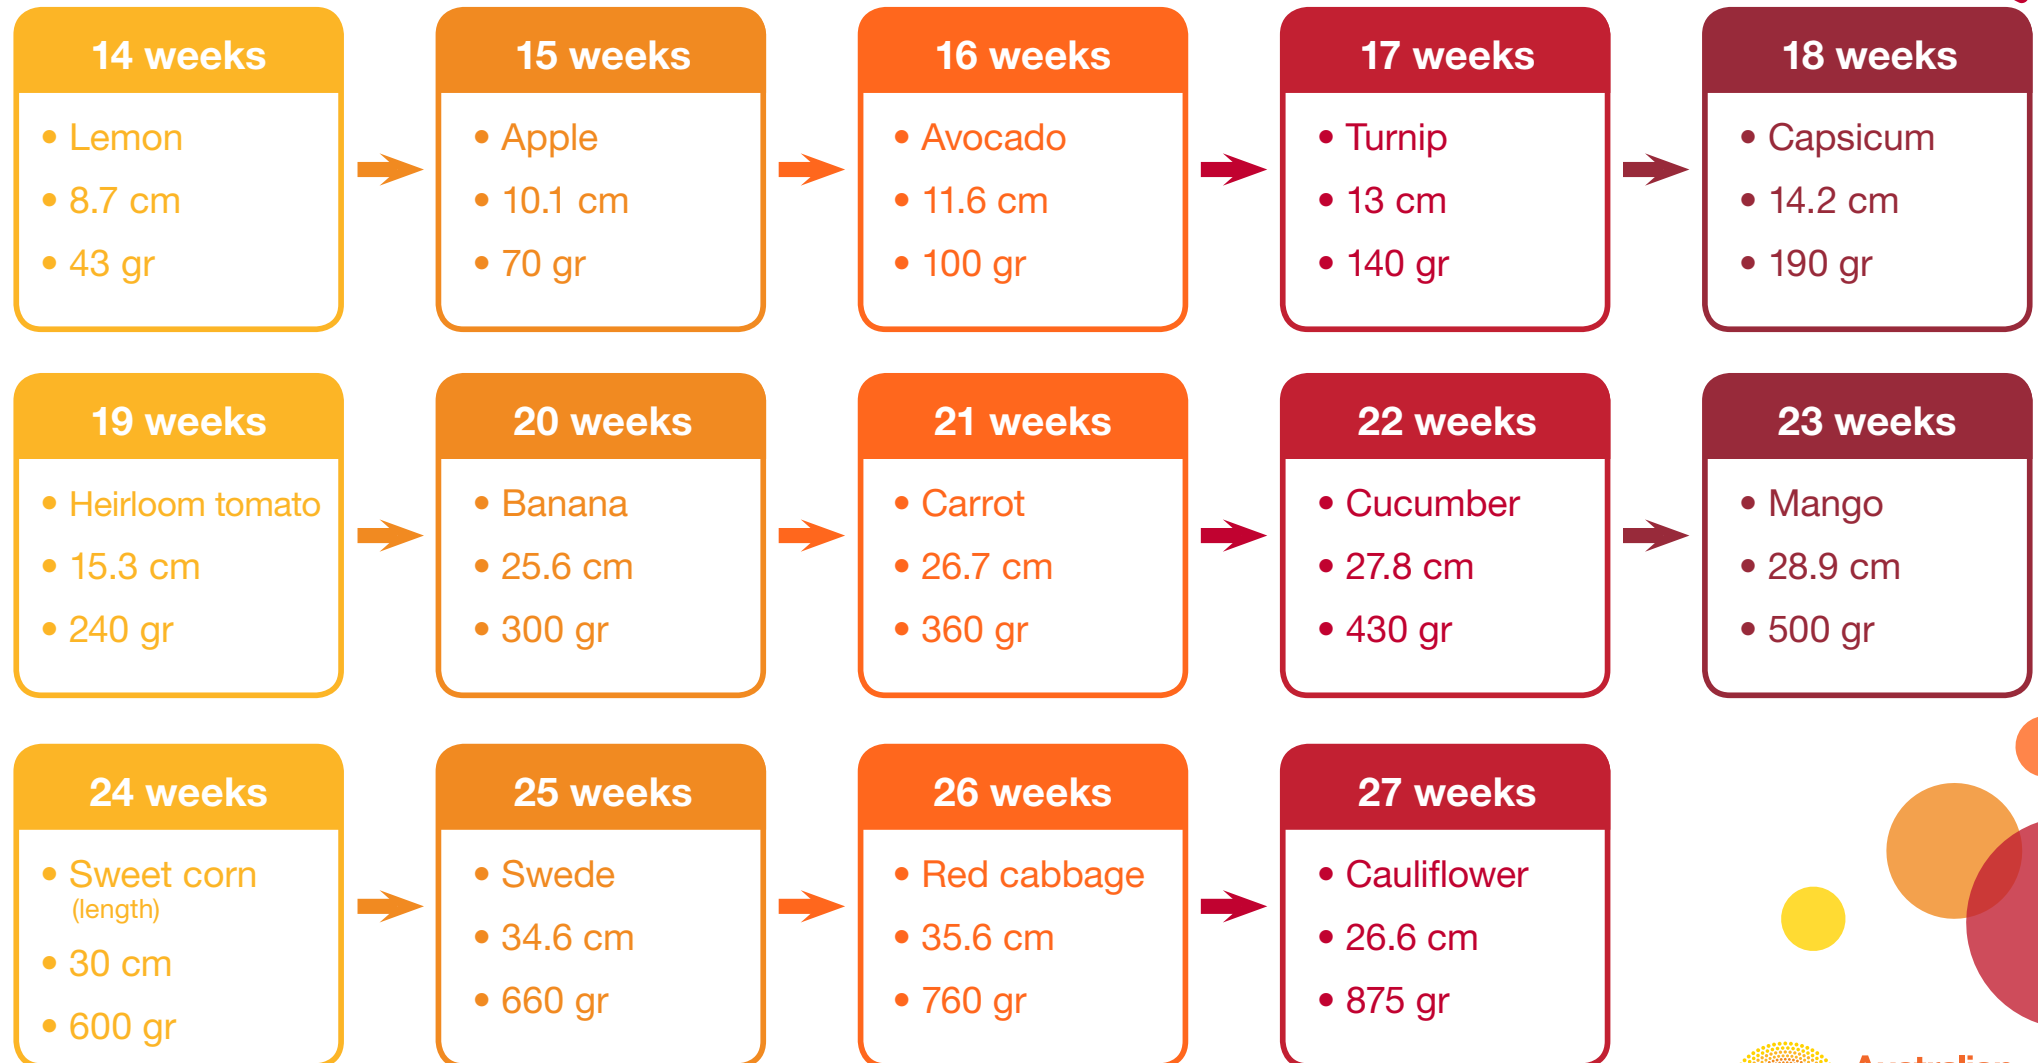 14 weeks
• Lemon
• 8.7 cm
• 43 gr
15 weeks
• Apple
• 10.1 cm
• 70 gr
16 weeks
• Avocado
• 11.6 cm
• 100 gr
17 weeks
• Turnip
• 13 cm
• 140 gr
18 weeks
• Capsicum
• 14.2 cm
• 190 gr
19 weeks
• Heirloom tomato
• 15.3 cm
• 240 gr
20 weeks
• Banana
• 25.6 cm
• 300 gr
21 weeks
• Carrot
• 26.7 cm
• 360 gr
22 weeks
• Cucumber
• 27.8 cm
• 430 gr
23 weeks
• Mango
• 28.9 cm
• 500 gr
24 weeks
• Sweet corn
(length)
• 30 cm
• 600 gr
25 weeks
• Swede
• 34.6 cm
• 660 gr
26 weeks
• Red cabbage
• 35.6 cm
• 760 gr
27 weeks
• Cauliflower
• 26.6 cm
• 875 gr
Australian